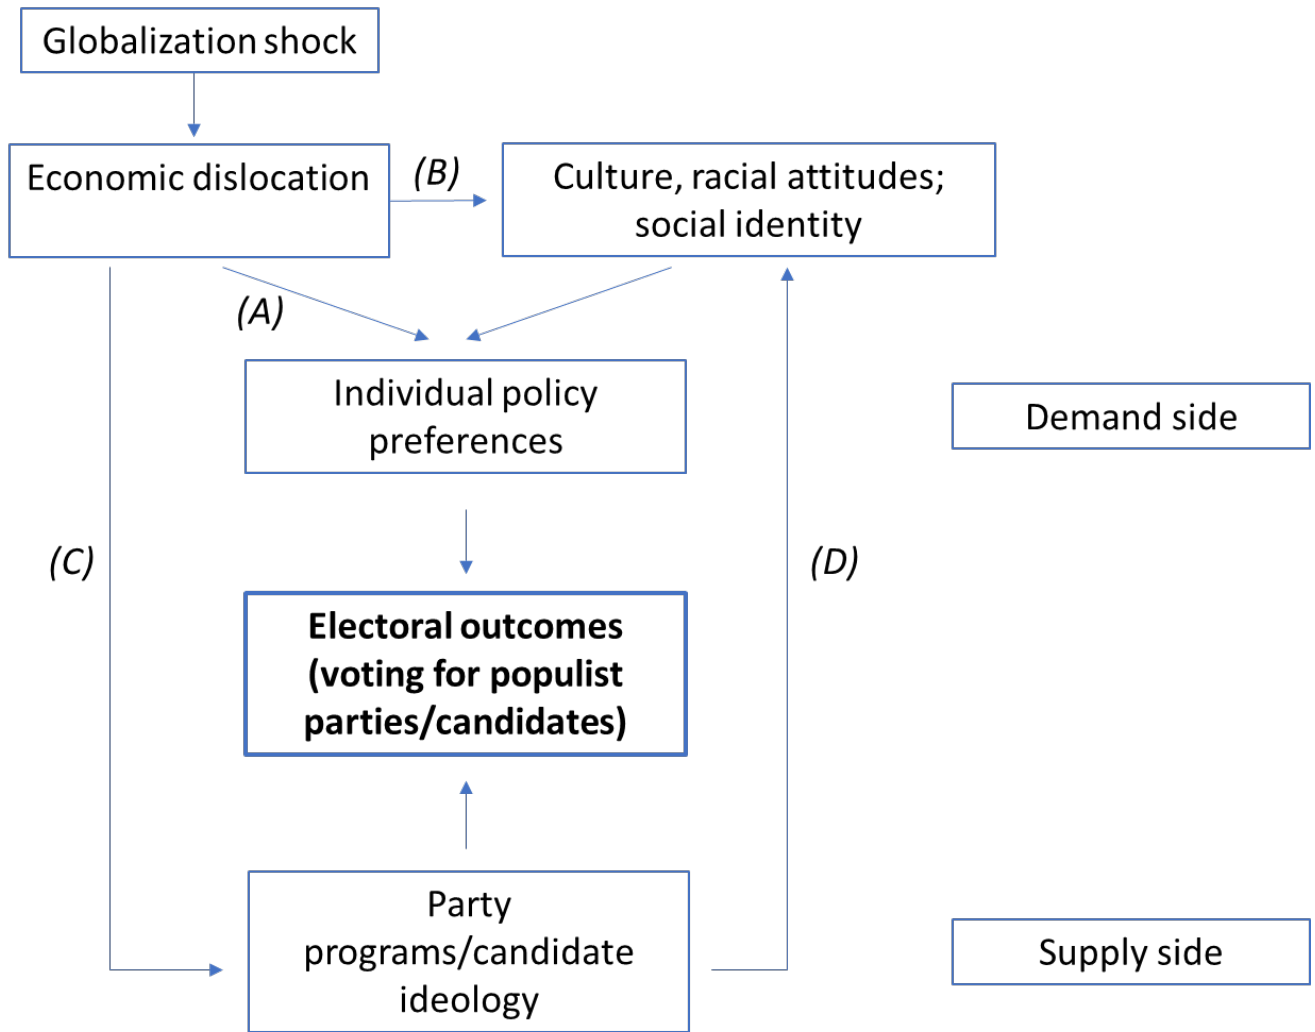 Globalization shock
Economic dislocation
(B)
Culture, racial attitudes;
social identity
(A)
Individual policy
preferences
Demand side
(C)
(D)
Electoral outcomes
(voting for populist
parties/candidates)
Party
programs/candidate
ideology
Supply side